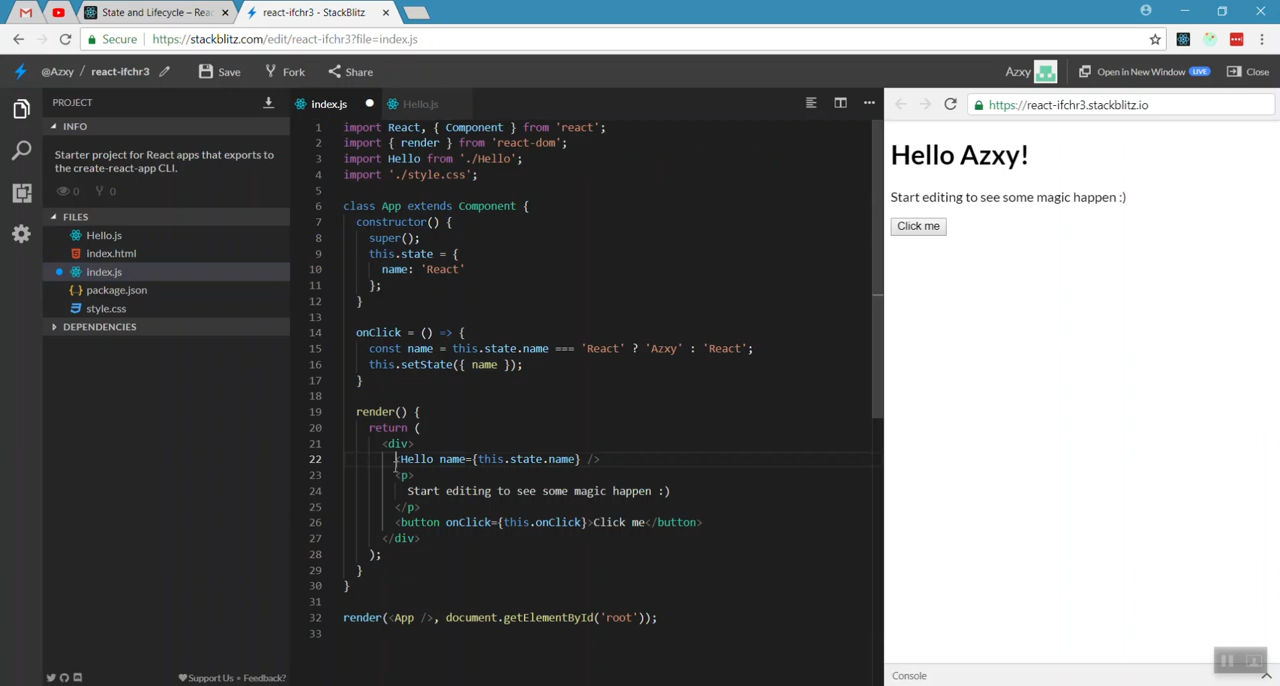 State and Lifecycle – Rea
react-ifchr3 - StackBlitz
Secure
https://stackblitz.com/edit/react-ifchr3?file=index.js
@Azxy / react-ifchr3
Save
Fork
Share
Azxy
Open in New Window LIVE
Close
PROJECT
INFO
Starter project for React apps that exports to
the create-react-app CLI.
0
0
FILES
Hello.js
index.html
index.js
package.json
style.css
DEPENDENCIES
Support Us • Feedback?
index.js
Hello.js
1 import React, { Component } from 'react';
2 import { render } from 'react-dom';
3 import Hello from './Hello';
4 import './style.css';
5
6 class App extends Component {
7 constructor() {
8 super();
9 this.state = {
10 name: 'React'
11 };
12 }
13
14 onClick = () => {
15 const name = this.state.name === 'React' ? 'Azxy' : 'React';
16 this.setState({ name });
17 }
18
19 render() {
20 return (
21 <div>
22 <Hello name={this.state.name} />
23 <p>
24 Start editing to see some magic happen :)
25 </p>
26 <button onClick={this.onClick}>Click me</button>
27 </div>
28 );
29 }
30 }
31
32 render(<App />, document.getElementById('root'));
33
https://react-ifchr3.stackblitz.io
Hello Azxy!
Start editing to see some magic happen :)
Click me
Console